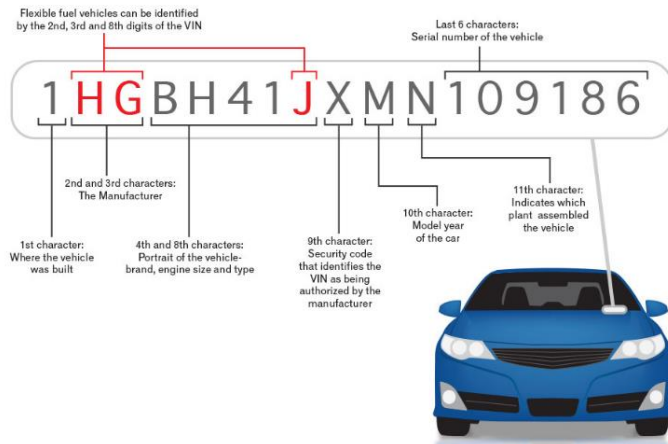 Flexible fuel vehicles can be identified
by the 2nd, 3rd and 8th digits of the VIN
Last 6 characters:
Serial number of the vehicle
1HGBH41JXMN109186
2nd and 3rd characters:
The Manufacturer
1st character:
Where the vehicle
was built
4th and 8th characters:
Portrait of the vehicle-
brand, engine size and type
9th character:
Security code
that identifies the
VIN as being
authorized by the
manufacturer
10th character:
Model year
of the car
11th character:
Indicates which
plant assembled
the vehicle